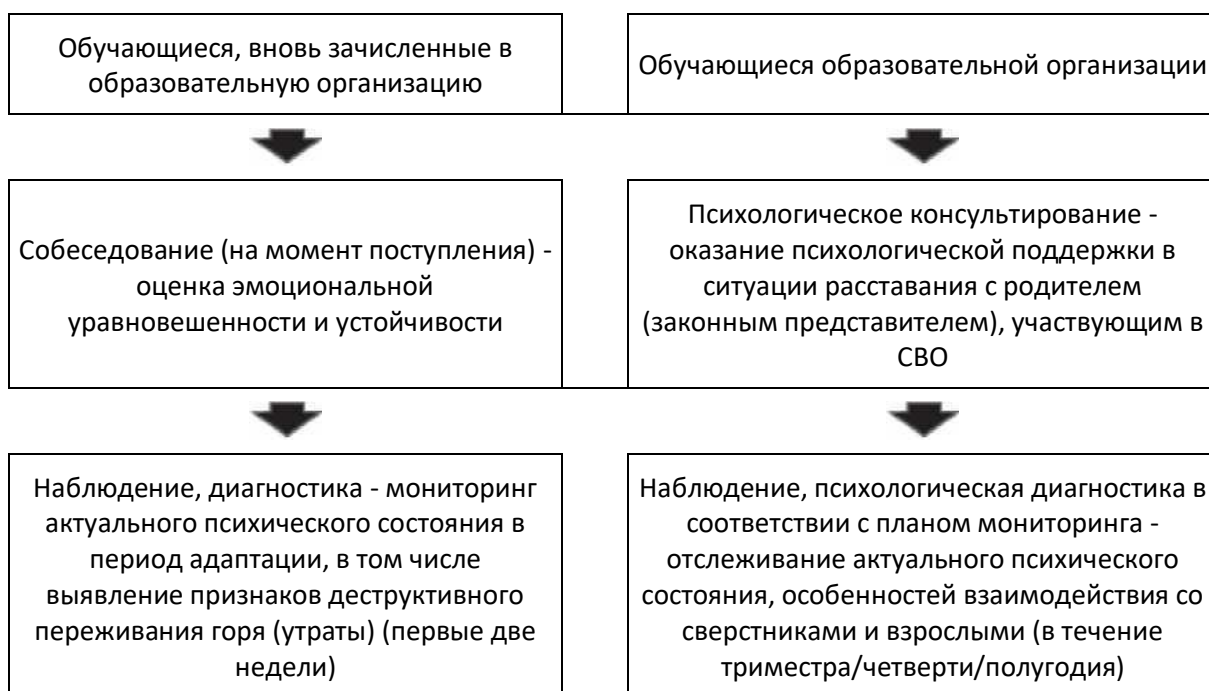 Обучающиеся, вновь зачисленные в
образовательную организацию
Обучающиеся образовательной организации
Собеседование (на момент поступления) -
оценка эмоциональной
уравновешенности и устойчивости
Психологическое консультирование -
оказание психологической поддержки в
ситуации расставания с родителем
(законным представителем), участвующим в
СВО
Наблюдение, диагностика - мониторинг
актуального психического состояния в
период адаптации, в том числе
выявление признаков деструктивного
переживания горя (утраты) (первые две
недели)
Наблюдение, психологическая диагностика в
соответствии с планом мониторинга -
отслеживание актуального психического
состояния, особенностей взаимодействия со
сверстниками и взрослыми (в течение
триместра/четверти/полугодия)